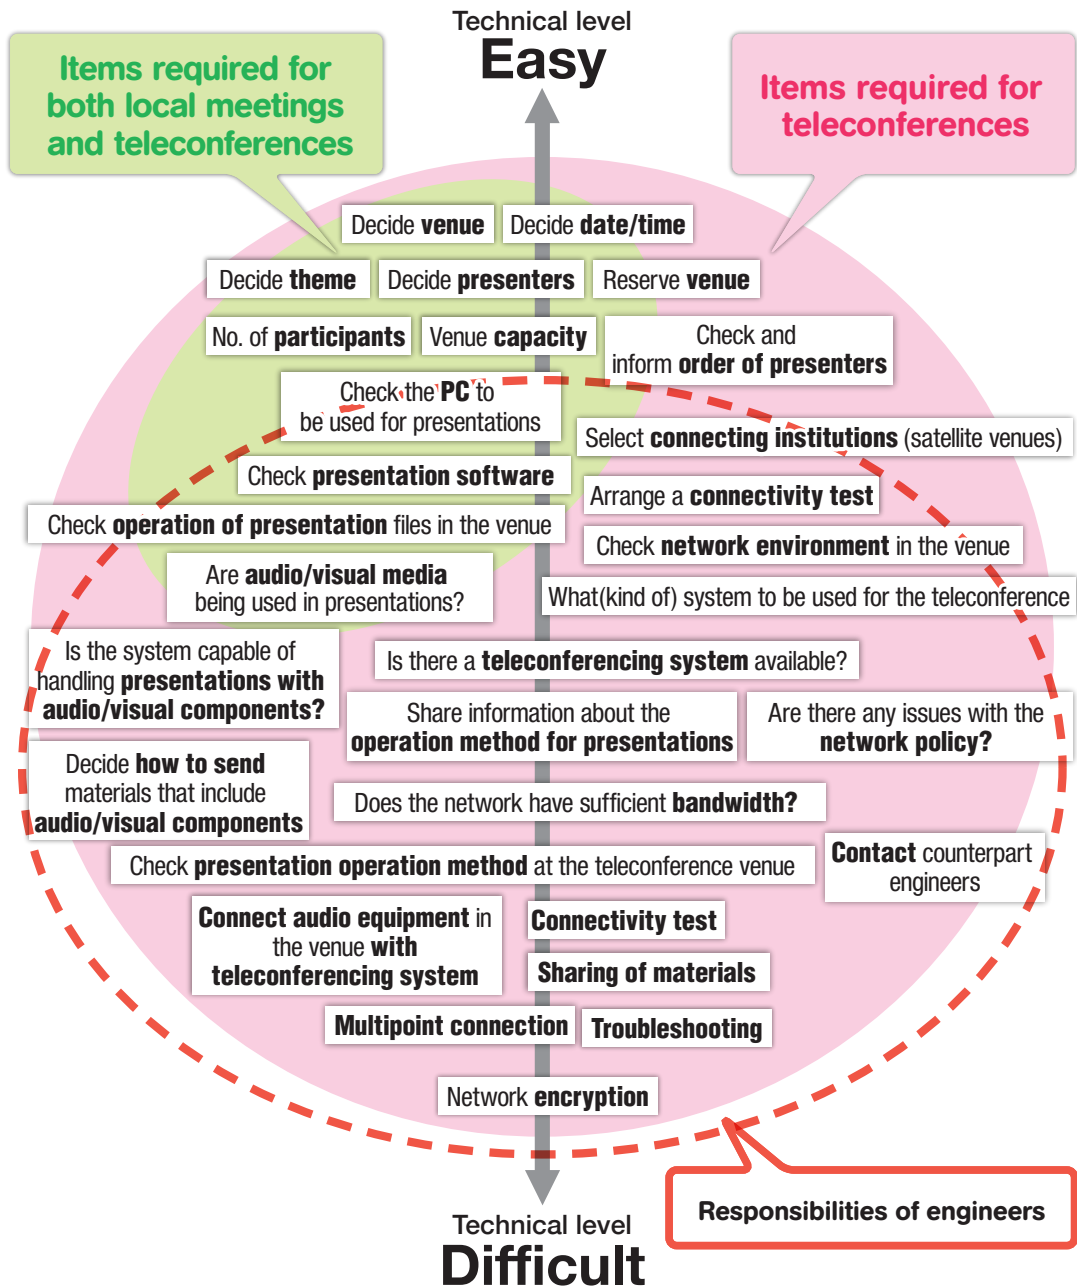 Technical level
Easy
Items required for
both local meetings
and teleconferences
Items required for
teleconferences
Decide venue
Decide date/time
Decide theme
Decide presenters
Reserve venue
No. of participants
Venue capacity
Check and
inform order of presenters
Check the PC to
be used for presentations
Select connecting institutions (satellite venues)
Check presentation software
Arrange a connectivity test
Check operation of presentation files in the venue
Check network environment in the venue
Are audio/visual media
being used in presentations?
What(kind of) system to be used for the teleconference
Is the system capable of
handling presentations with
audio/visual components?
Is there a teleconferencing system available?
Share information about the
operation method for presentations
Are there any issues with the
network policy?
Decide how to send
materials that include
audio/visual components
Does the network have sufficient bandwidth?
Check presentation operation method at the teleconference venue
Contact counterpart
engineers
Connect audio equipment in
the venue with
teleconferencing system
Connectivity test
Sharing of materials
Multipoint connection
Troubleshooting
Network encryption
Responsibilities of engineers
Technical level
Difficult